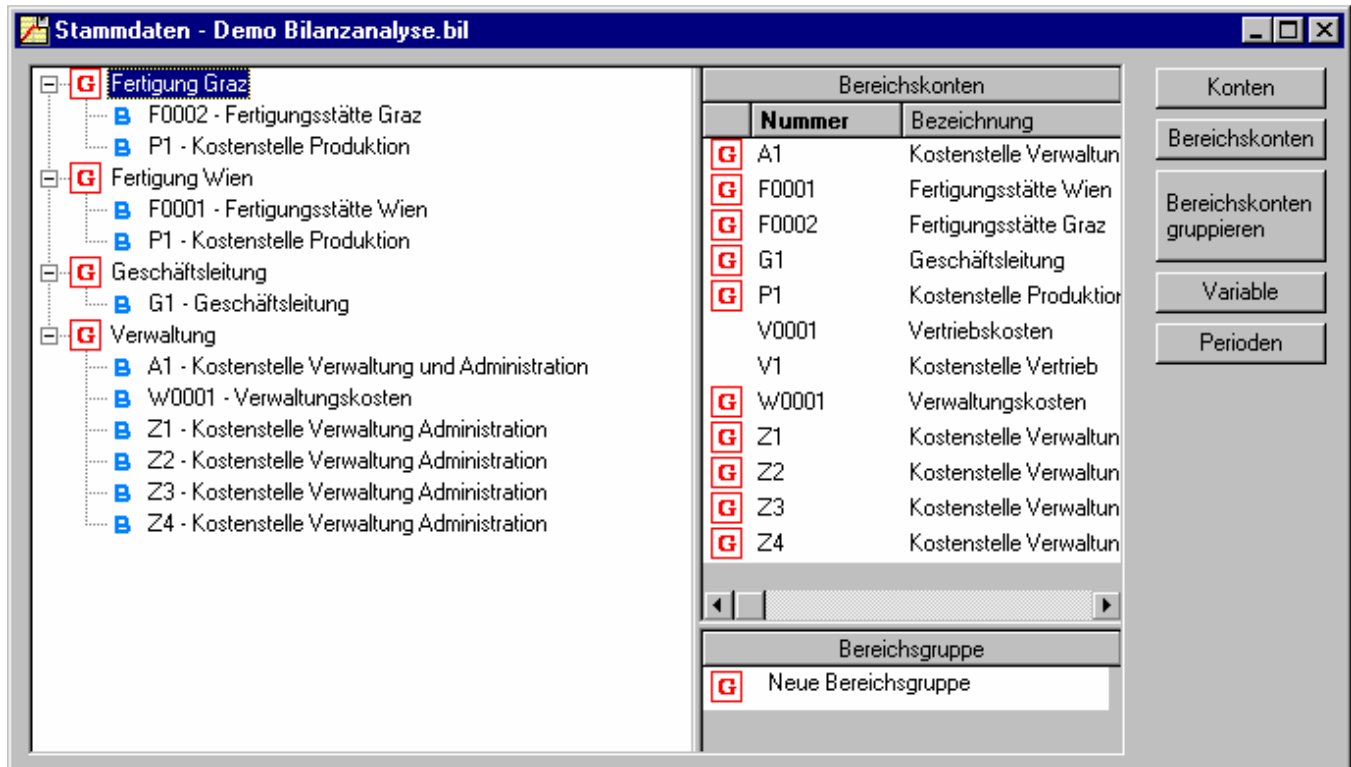 Stammdaten - Demo Bilanzanalyse.bil
G Fertigung Graz
B F0002 - Fertigungsstätte Graz
B P1 - Kostenstelle Produktion
G Fertigung Wien
B F0001 - Fertigungsstätte Wien
B P1 - Kostenstelle Produktion
G Geschäftsleitung
B G1 - Geschäftsleitung
G Verwaltung
B A1 - Kostenstelle Verwaltung und Administration
B W0001 - Verwaltungskosten
B Z1 - Kostenstelle Verwaltung Administration
B Z2 - Kostenstelle Verwaltung Administration
B Z3 - Kostenstelle Verwaltung Administration
B Z4 - Kostenstelle Verwaltung Administration
Bereichskonten
Nummer Bezeichnung
G A1 Kostenstelle Verwaltun
G F0001 Fertigungsstätte Wien
G F0002 Fertigungsstätte Graz
G G1 Geschäftsleitung
G P1 Kostenstelle Produktion
V0001 Vertriebskosten
V1 Kostenstelle Vertrieb
G W0001 Verwaltungskosten
G Z1 Kostenstelle Verwaltun
G Z2 Kostenstelle Verwaltun
G Z3 Kostenstelle Verwaltun
G Z4 Kostenstelle Verwaltun
Bereichsgruppe
G Neue Bereichsgruppe
Konten
Bereichskonten
Bereichskonten
gruppieren
Variable
Perioden